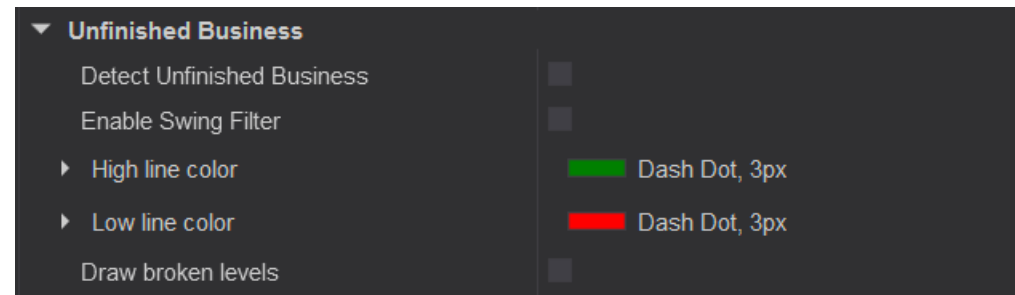 Unfinished Business
Detect Unfinished Business
Enable Swing Filter
High line color Dash Dot, 3px
Low line color Dash Dot, 3px
Draw broken levels